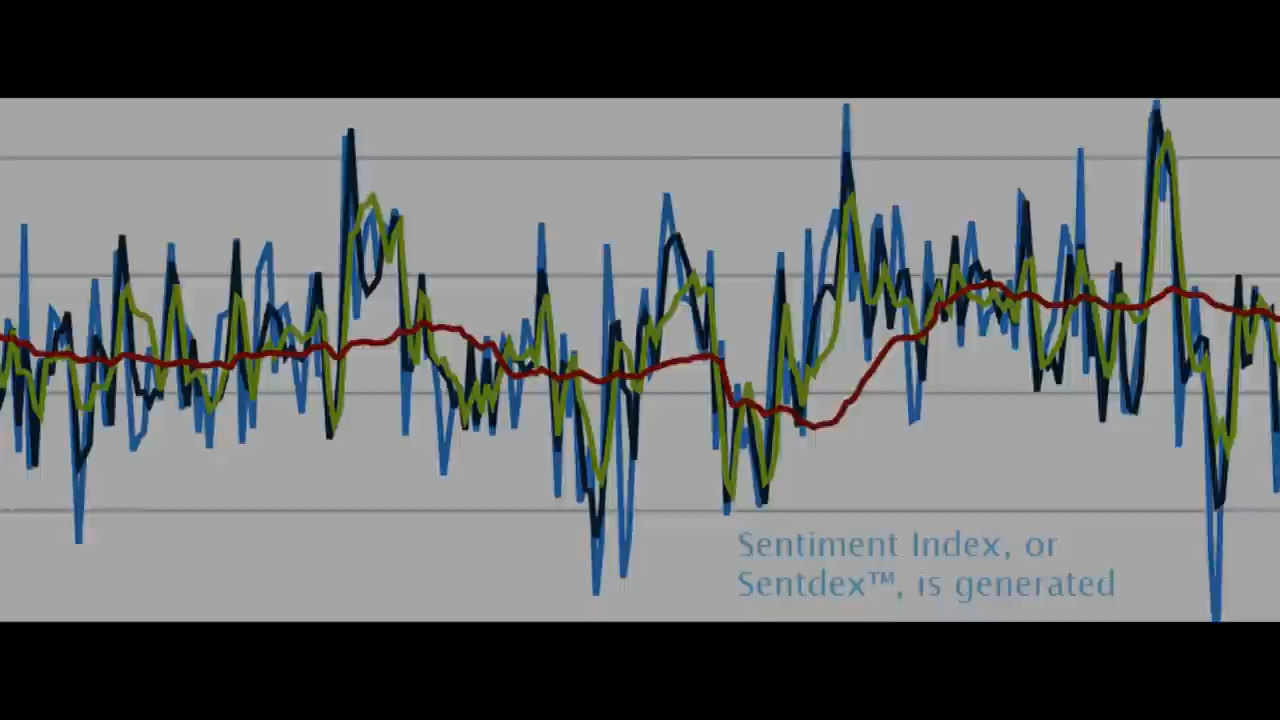 Sentiment Index, or
Sentdex™, is generated